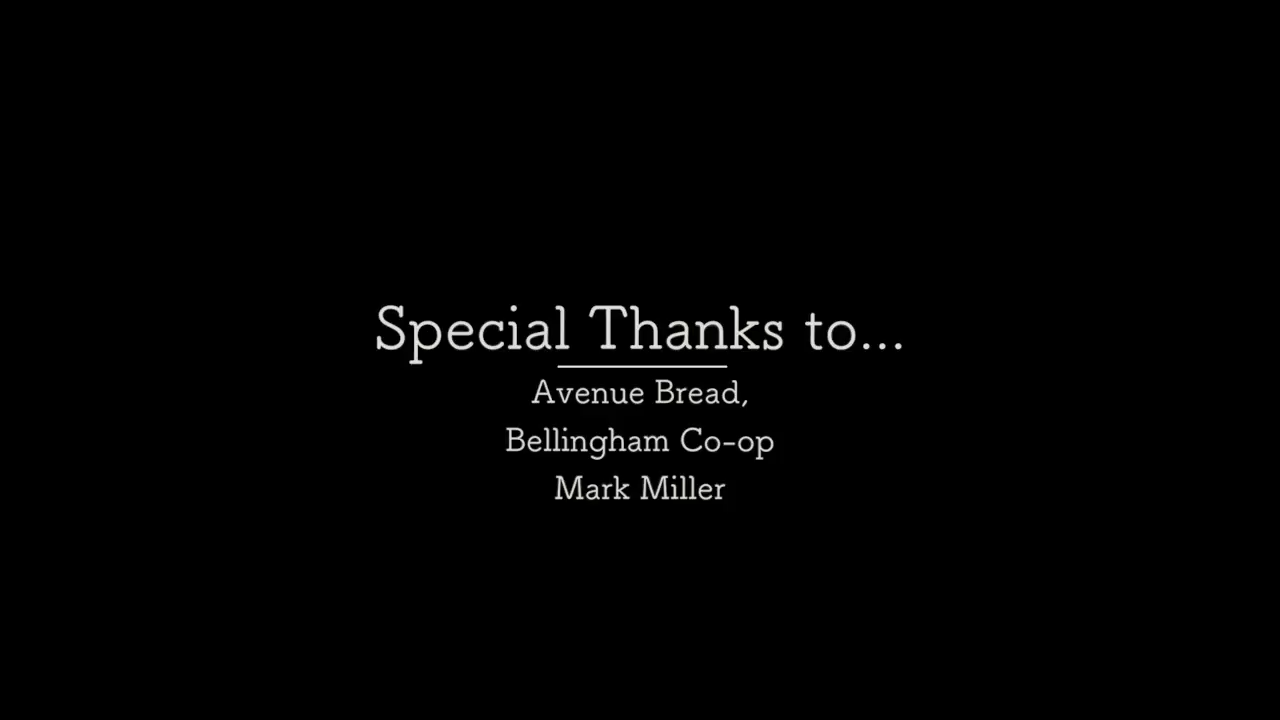 Special Thanks to...
Avenue Bread,
Bellingham Co-op
Mark Miller